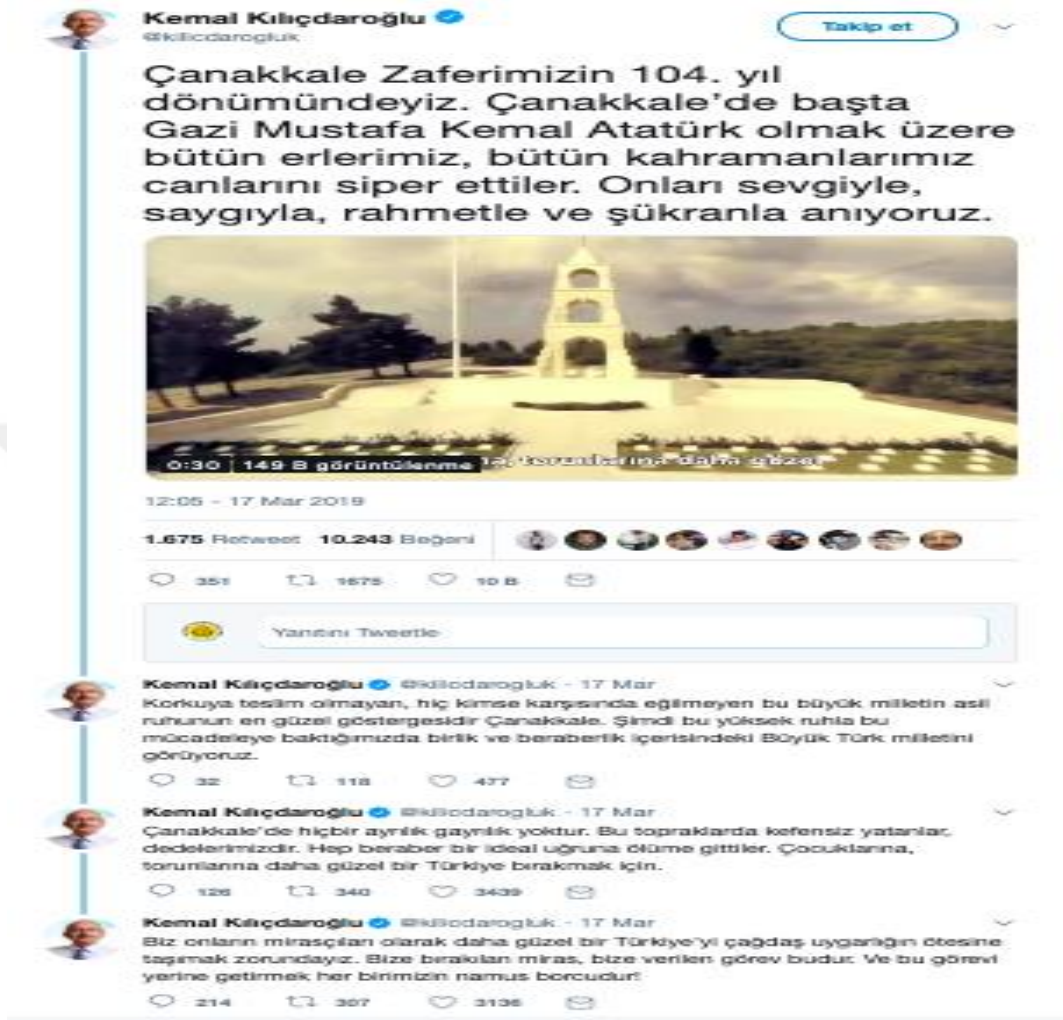 Kemal Kılıçdaroğlu
@kilicdarogluk
Takip et
Çanakkale Zaferimizin 104. yıl
dönümündeyiz. Çanakkale'de başta
Gazi Mustafa Kemal Atatürk olmak üzere
bütün erlerimiz, bütün kahramanlarımız
canlarını siper ettiler. Onları sevgiyle,
saygıyla, rahmetle ve şükranla anıyoruz.
0:30 149 B görüntülenme torunlarına daha güzel
12:05 - 17 Mar 2019
1.675 Retweet 10.243 Beğeni
351 1675 10 B
Yanıtını Tweetle
Kemal Kılıçdaroğlu @kilicdarogluk - 17 Mar
Korkuya teslim olmayan, hiç kimse karşısında eğilmeyen bu büyük milletin asil
ruhunun en güzel göstergesidir Çanakkale. Şimdi bu yüksek ruhla bu
mücadeleye baktığımızda birlik ve beraberlik içerisindeki Büyük Türk milletini
görüyoruz.
32 118 477
Kemal Kılıçdaroğlu @kilicdarogluk - 17 Mar
Çanakkale'de hiçbir ayrılık gayrılık yoktur. Bu topraklarda kefensiz yatanlar,
dedelerimizdir. Hep beraber bir ideal uğruna ölüme gittiler. Çocuklarına,
torunlarına daha güzel bir Türkiye bırakmak için.
126 340 3439
Kemal Kılıçdaroğlu @kilicdarogluk - 17 Mar
Biz onların mirasçıları olarak daha güzel bir Türkiye'yi çağdaş uygarlığın ötesine
taşımak zorundayız. Bize bırakılan miras, bize verilen görev budur. Ve bu görevi
yerine getirmek her birimizin namus borcudur!
214 307 3136